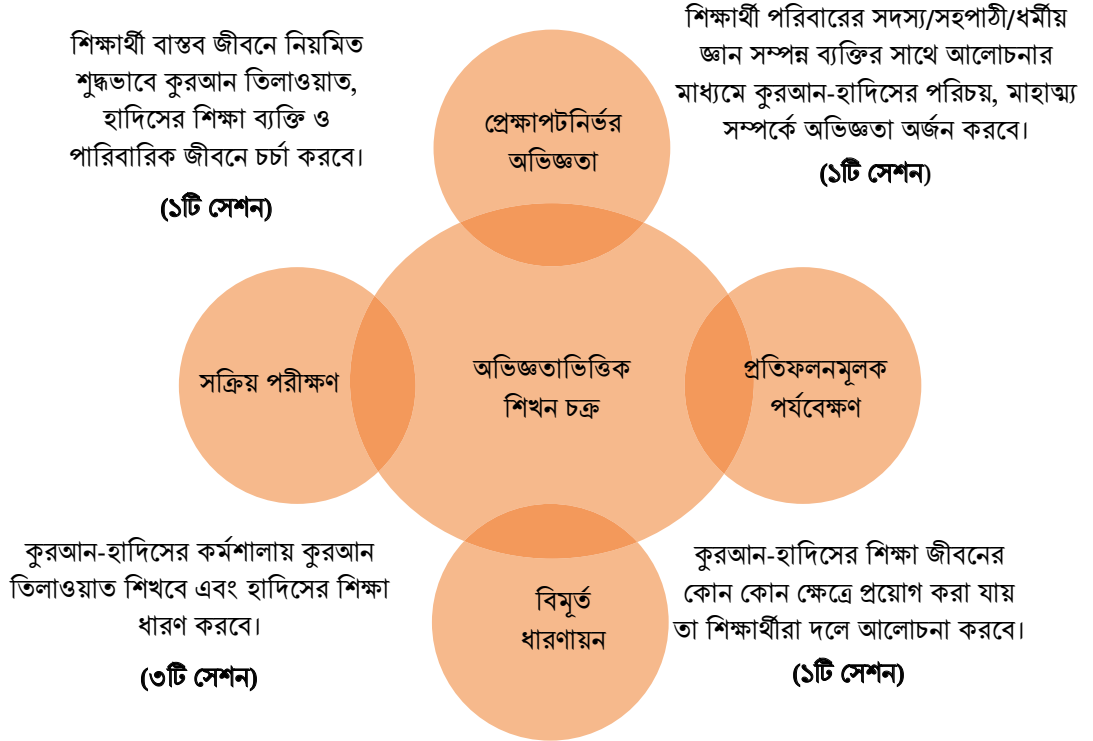 শিক্ষার্থী বাস্তব জীবনে নিয়মিত
শুদ্ধভাবে কুরআন তিলাওয়াত,
হাদিসের শিক্ষা ব্যক্তি ও
পারিবারিক জীবনে চর্চা করবে।
(১টি সেশন)
প্রেক্ষাপটনির্ভর
অভিজ্ঞতা
শিক্ষার্থী পরিবারের সদস্য/সহপাঠী/ধর্মীয়
জ্ঞান সম্পন্ন ব্যক্তির সাথে আলোচনার
মাধ্যমে কুরআন-হাদিসের পরিচয়, মাহাত্ম্য
সম্পর্কে অভিজ্ঞতা অর্জন করবে।
(১টি সেশন)
সক্রিয় পরীক্ষণ
অভিজ্ঞতাভিত্তিক
শিখন চক্র
প্রতিফলনমূলক
পর্যবেক্ষণ
কুরআন-হাদিসের কর্মশালায় কুরআন
তিলাওয়াত শিখবে এবং হাদিসের শিক্ষা
ধারণ করবে।
(৩টি সেশন)
বিমূর্ত
ধারণায়ন
কুরআন-হাদিসের শিক্ষা জীবনের
কোন কোন ক্ষেত্রে প্রয়োগ করা যায়
তা শিক্ষার্থীরা দলে আলোচনা করবে।
(১টি সেশন)